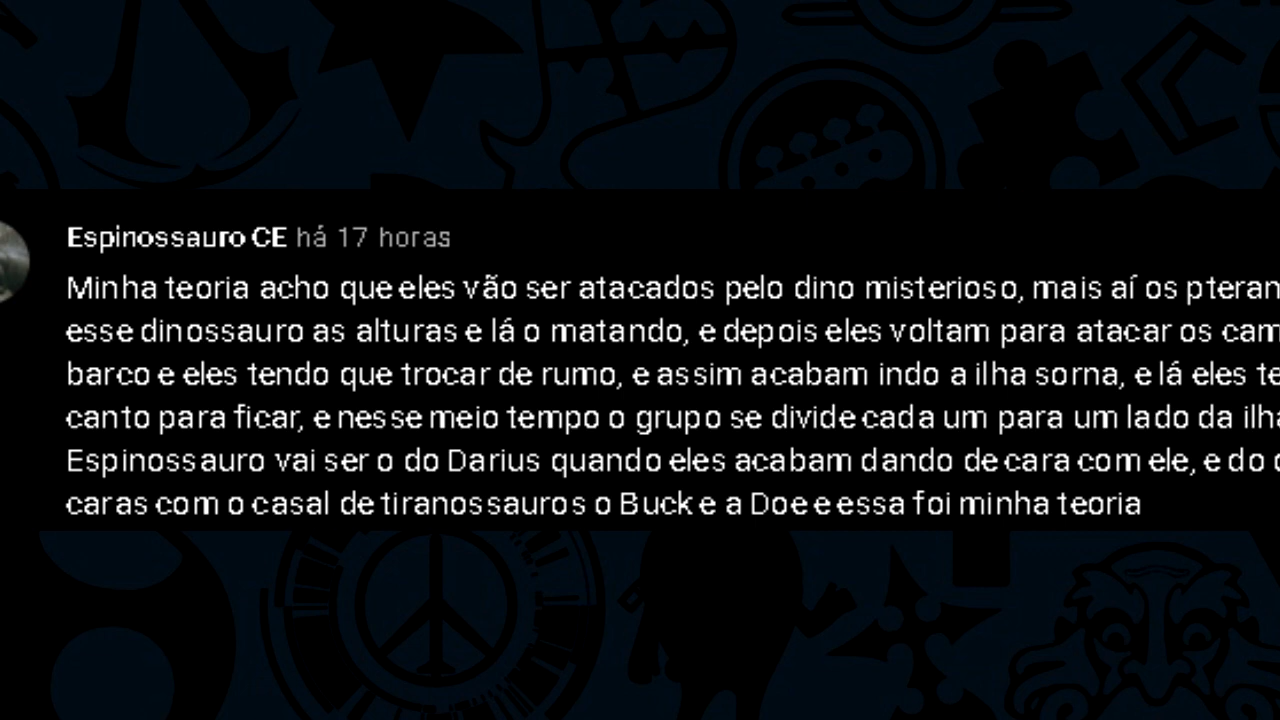 Espinossauro CE há 17 horas
Minha teoria acho que eles vão ser atacados pelo dino misterioso, mais aí os
esse dinossauro as alturas e lá o matando, e depois eles voltam para atacar os
barco e eles tendo que trocar de rumo, e assim acabam indo a ilha sorna, e lá eles
canto para ficar, e nesse meio tempo o grupo se divide cada um para um lado da
Espinossauro vai ser o do Darius quando eles acabam dando de cara com ele, e do
caras com o casal de tiranossauros o Buck e a Doe e e essa foi minha teoria